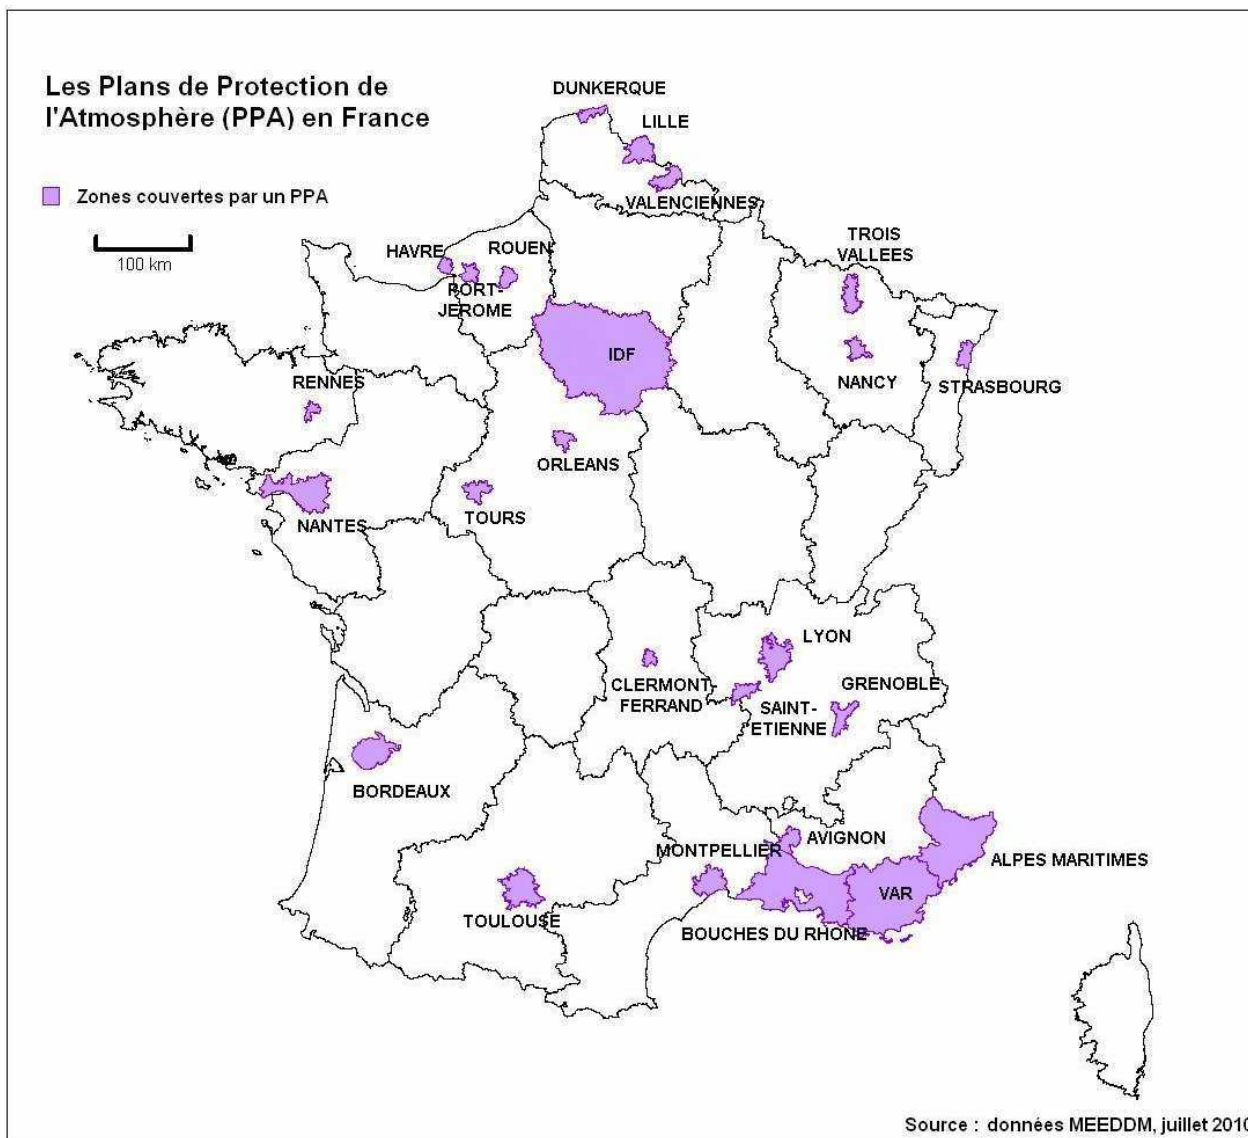 Les Plans de Protection de
l'Atmosphère (PPA) en France
Zones couvertes par un PPA
100 km
DUNKERQUE
LILLE
VALENCIENNES
TROIS
VALLEES
HAVRE
ROUEN
PORT-
JEROME
IDF
NANCY
STRASBOURG
RENNES
ORLEANS
NANTES
TOURS
LYON
CLERMONT-
FERRAND
GRENOBLE
SAINT-
ETIENNE
BORDEAUX
AVIGNON
MONTPELLIER
ALPES MARITIMES
VAR
TOULOUSE
BOUCHES DU RHONE
Source : données MEEDDM, juillet 2010